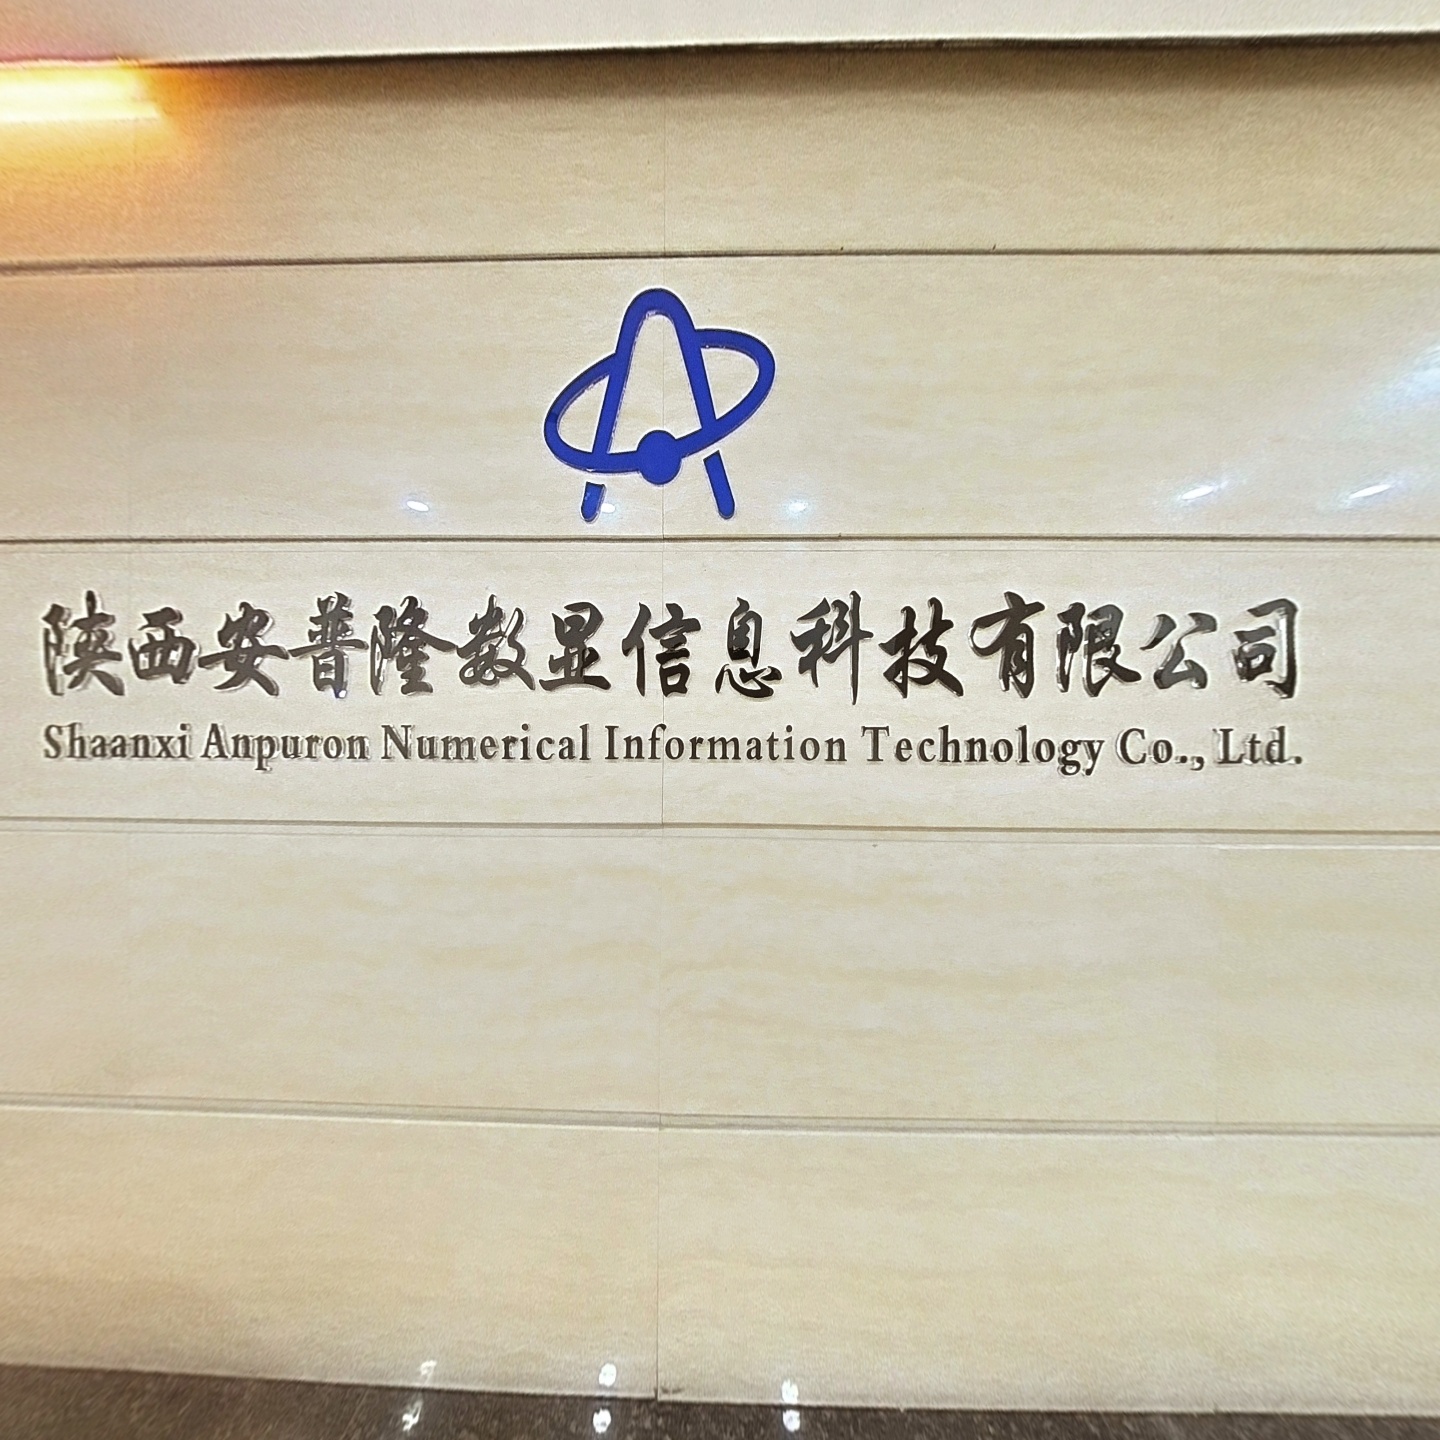 陕西安普隆数显信息科技有限公司
Shaanxi Anpuron Numerical Information Technology Co., Ltd.